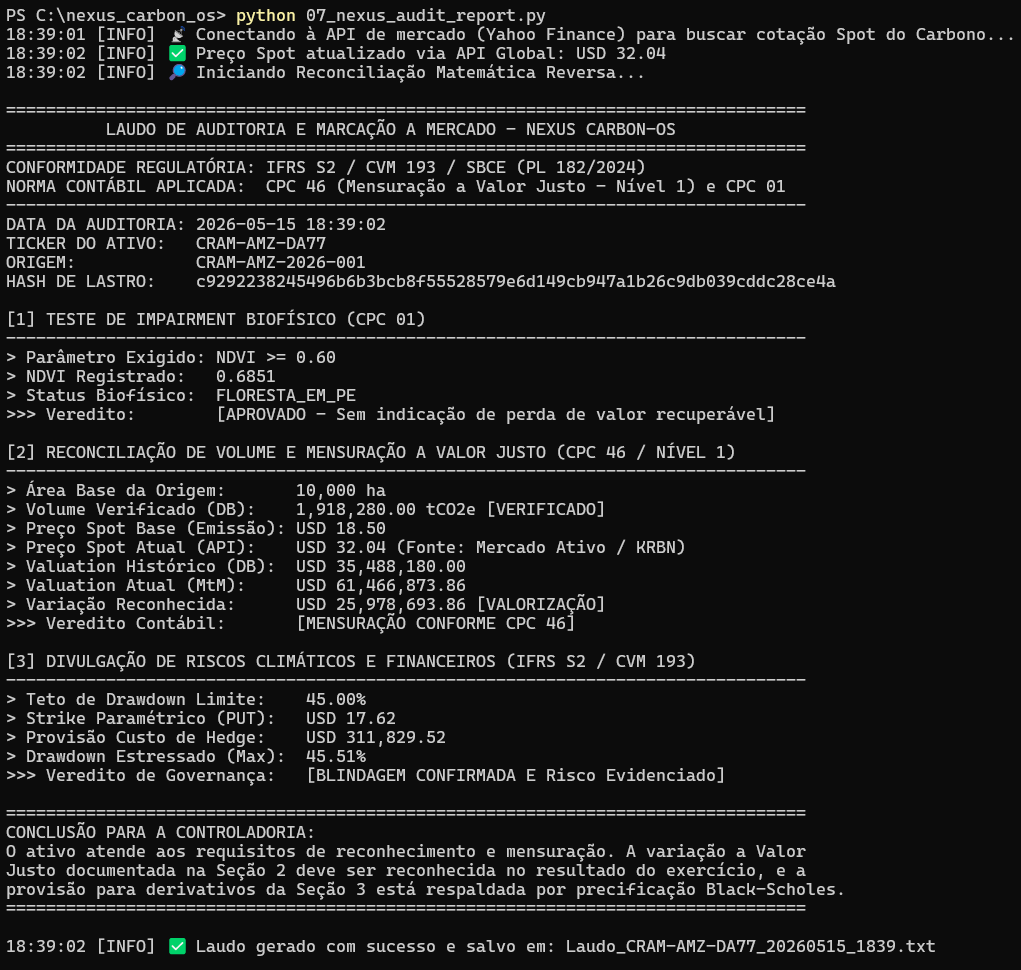 PS C:\nexus_carbon_os> python 07_nexus_audit_report.py
18:39:01 [INFO] 📡 Conectando à API de mercado (Yahoo Finance) para buscar cotação Spot do Carbono...
18:39:02 [INFO] ✅ Preço Spot atualizado via API Global: USD 32.04
18:39:02 [INFO] 🔎 Iniciando Reconciliação Matemática Reversa...
================================================================================
LAUDO DE AUDITORIA E MARCAÇÃO A MERCADO - NEXUS CARBON-OS
================================================================================
CONFORMIDADE REGULATÓRIA: IFRS S2 / CVM 193 / SBCE (PL 182/2024)
NORMA CONTÁBIL APLICADA:  CPC 46 (Mensuração a Valor Justo - Nível 1) e CPC 01
--------------------------------------------------------------------------------
DATA DA AUDITORIA: 2026-05-15 18:39:02
TICKER DO ATIVO:   CRAM-AMZ-DA77
ORIGEM:            CRAM-AMZ-2026-001
HASH DE LASTRO:    c9292238245496b6b3bcb8f55528579e6d149cb947a1b26c9db039cddc28ce4a
[1] TESTE DE IMPAIRMENT BIOFÍSICO (CPC 01)
--------------------------------------------------------------------------------
> Parâmetro Exigido: NDVI >= 0.60
> NDVI Registrado:   0.6851
> Status Biofísico:  FLORESTA_EM_PE
>>> Veredito:        [APROVADO - Sem indicação de perda de valor recuperável]
[2] RECONCILIAÇÃO DE VOLUME E MENSURAÇÃO A VALOR JUSTO (CPC 46 / NÍVEL 1)
--------------------------------------------------------------------------------
> Área Base da Origem:       10,000 ha
> Volume Verificado (DB):    1,918,280.00 tCO2e [VERIFICADO]
> Preço Spot Base (Emissão): USD 18.50
> Preço Spot Atual (API):    USD 32.04 (Fonte: Mercado Ativo / KRBN)
> Valuation Histórico (DB):  USD 35,488,180.00
> Valuation Atual (MtM):     USD 61,466,873.86
> Variação Reconhecida:      USD 25,978,693.86 [VALORIZAÇÃO]
>>> Veredito Contábil:       [MENSURAÇÃO CONFORME CPC 46]
[3] DIVULGAÇÃO DE RISCOS CLIMÁTICOS E FINANCEIROS (IFRS S2 / CVM 193)
--------------------------------------------------------------------------------
> Teto de Drawdown Limite:    45.00%
> Strike Paramétrico (PUT):   USD 17.62
> Provisão Custo de Hedge:    USD 311,829.52
> Drawdown Estressado (Max):  45.51%
>>> Veredito de Governança:   [BLINDAGEM CONFIRMADA E Risco Evidenciado]
================================================================================
CONCLUSÃO PARA A CONTROLADORIA:
O ativo atende aos requisitos de reconhecimento e mensuração. A variação a Valor
Justo documentada na Seção 2 deve ser reconhecida no resultado do exercício, e a
provisão para derivativos da Seção 3 está respaldada por precificação Black-Scholes.
================================================================================
18:39:02 [INFO] ✅ Laudo gerado com sucesso e salvo em: Laudo_CRAM-AMZ-DA77_20260515_1839.txt